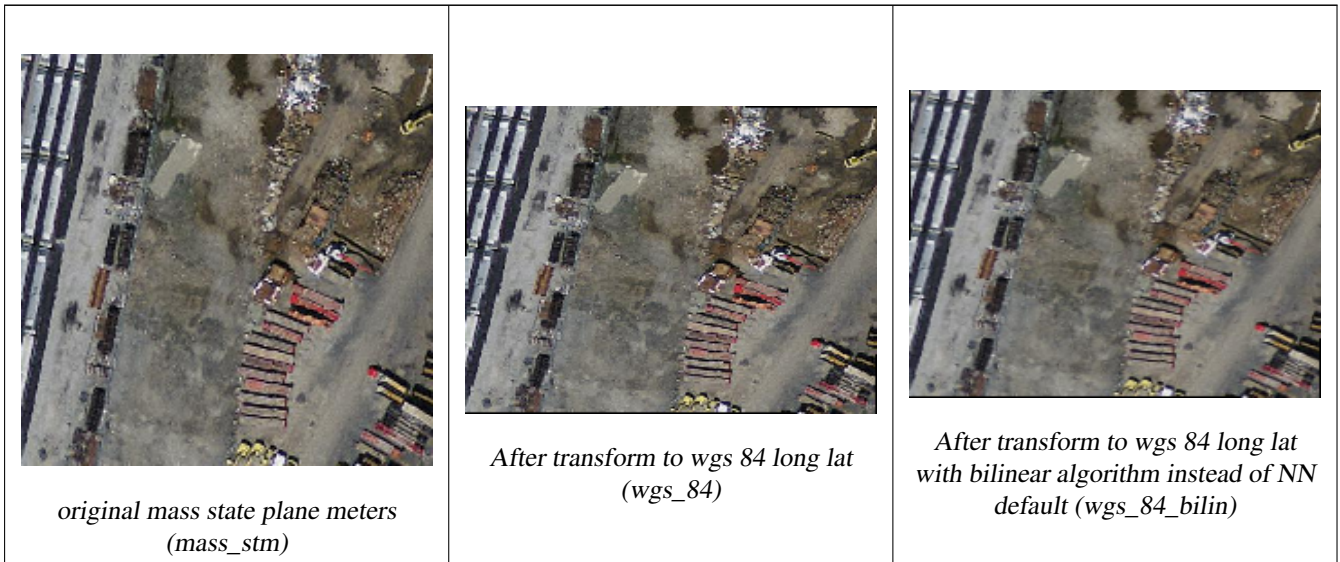 original mass state plane meters
(mass_stm)
After transform to wgs 84 long lat
(wgs_84)
After transform to wgs 84 long lat
with bilinear algorithm instead of NN
default (wgs_84_bilin)